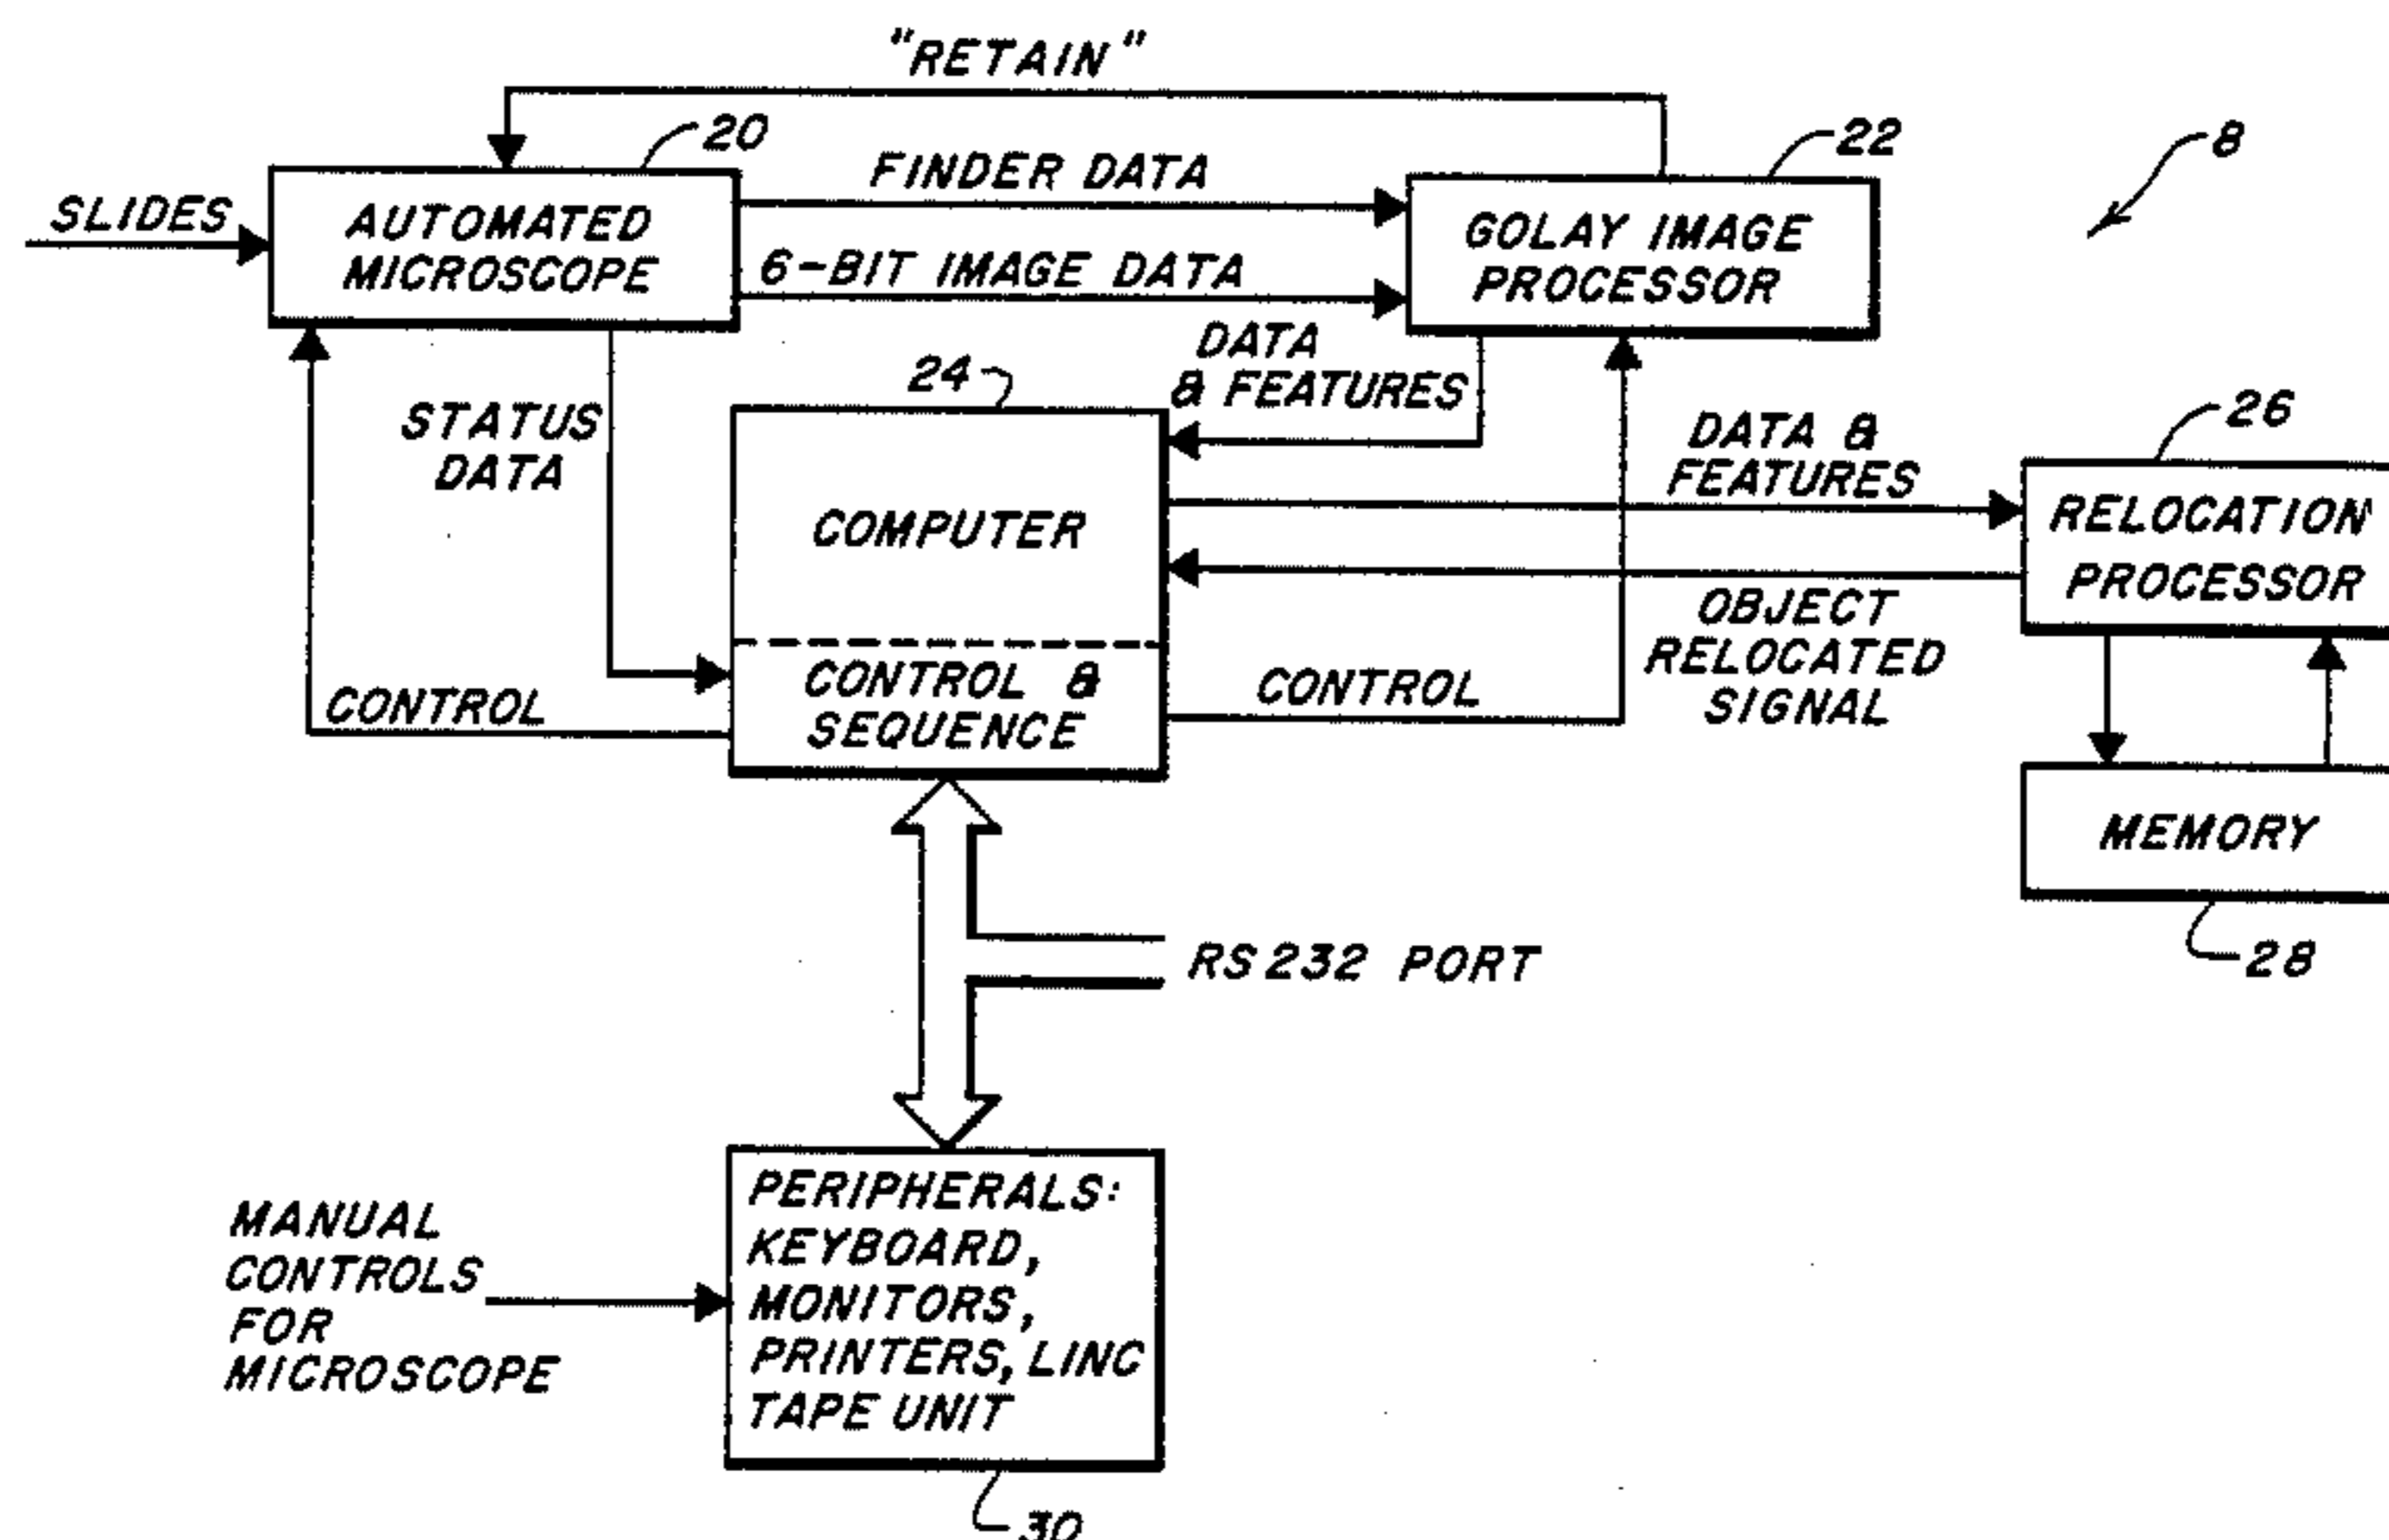 "RETAIN"
20
22
8
SLIDES
AUTOMATED
MICROSCOPE
FINDER DATA
6-BIT IMAGE DATA
GOLAY IMAGE
PROCESSOR
DATA
& FEATURES
24
STATUS
DATA
26
DATA &
FEATURES
COMPUTER
RELOCATION
PROCESSOR
OBJECT
RELOCATED
SIGNAL
CONTROL &
SEQUENCE
CONTROL
CONTROL
MEMORY
28
RS 232 PORT
MANUAL
CONTROLS
FOR
MICROSCOPE
PERIPHERALS:
KEYBOARD,
MONITORS,
PRINTERS, LINC
TAPE UNIT
30